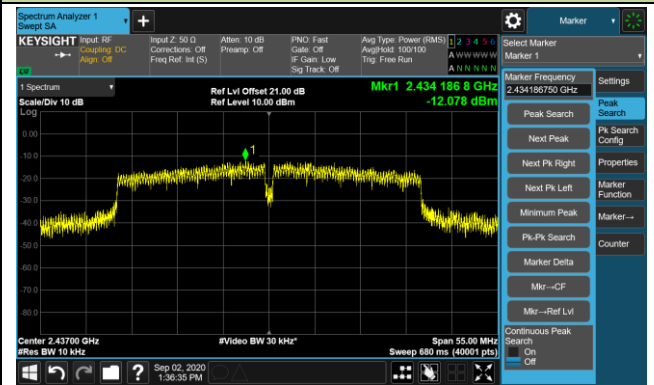 Spectrum Analyzer 1
Swept SA
Marker
KEYSIGHT
Input: RF
Coupling: DC
Align: Off
Input Z: 50 Ω
Corrections: Off
Freq Ref: Int (S)
Atten: 10 dB
Preamp: Off
PNO: Fast
Gate: Off
IF Gain: Low
Sig Track: Off
Avg Type: Power (RMS)
Avg|Hold: 100/100
Trig: Free Run
1 2 3 4 5 6
A W W W W W
A N N N N N
Select Marker
Marker 1
1 Spectrum
Scale/Div 10 dB
Log
Ref Lvl Offset 21.00 dB
Ref Level 10.00 dBm
Mkr1 2.434 186 8 GHz
-12.078 dBm
0.00
-10.0
-20.0
-30.0
-40.0
-50.0
-60.0
-70.0
-80.0
1
Center 2.43700 GHz
#Res BW 10 kHz
#Video BW 30 kHz*
Span 55.00 MHz
Sweep 680 ms (40001 pts)
Marker Frequency
2.434186750 GHz
Peak Search
Next Peak
Next Pk Right
Next Pk Left
Minimum Peak
Pk-Pk Search
Marker Delta
Mkr→CF
Mkr→Ref Lvl
Continuous Peak
Search
On
Off
Settings
Peak
Search
Pk Search
Config
Properties
Marker
Function
Marker→
Counter
?
Sep 02, 2020
1:36:35 PM